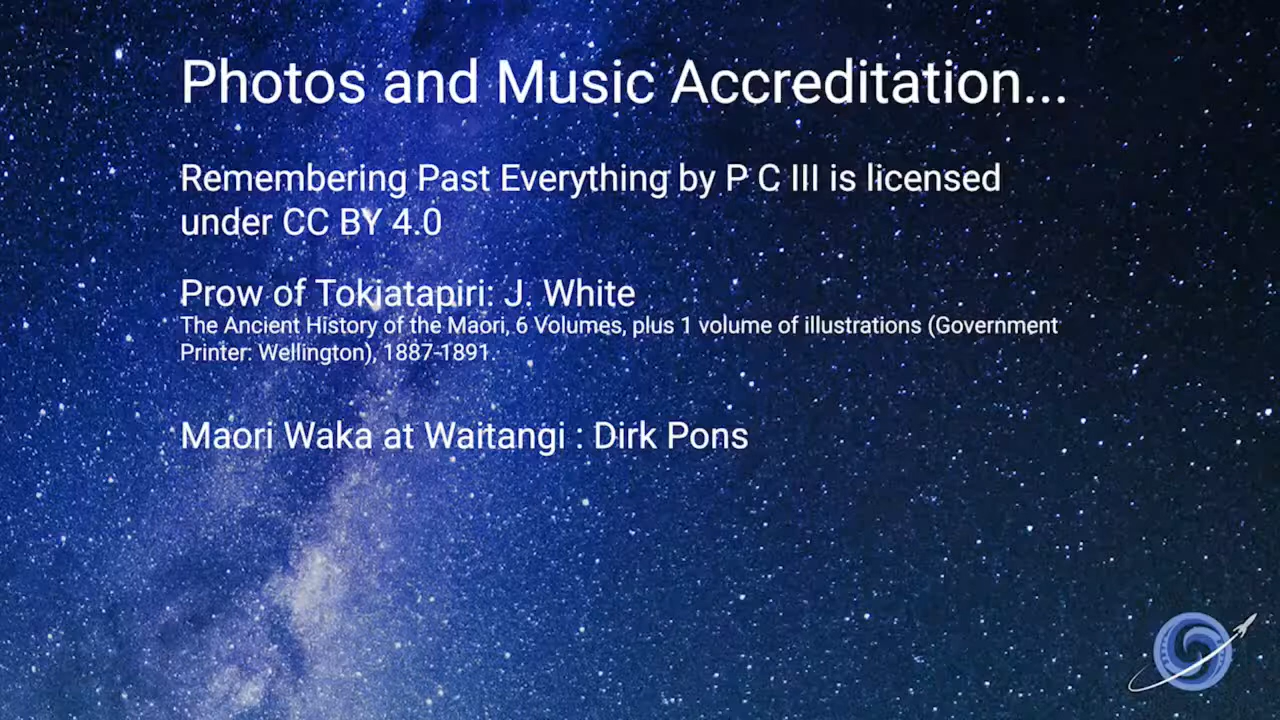 Photos and Music Accreditation...
Remembering Past Everything by P C III is licensed
under CC BY 4.0
Prow of Tokiatapiri: J. White
The Ancient History of the Maori, 6 Volumes, plus 1 volume of illustrations (Government
Printer: Wellington), 1887-1891.
Maori Waka at Waitangi : Dirk Pons